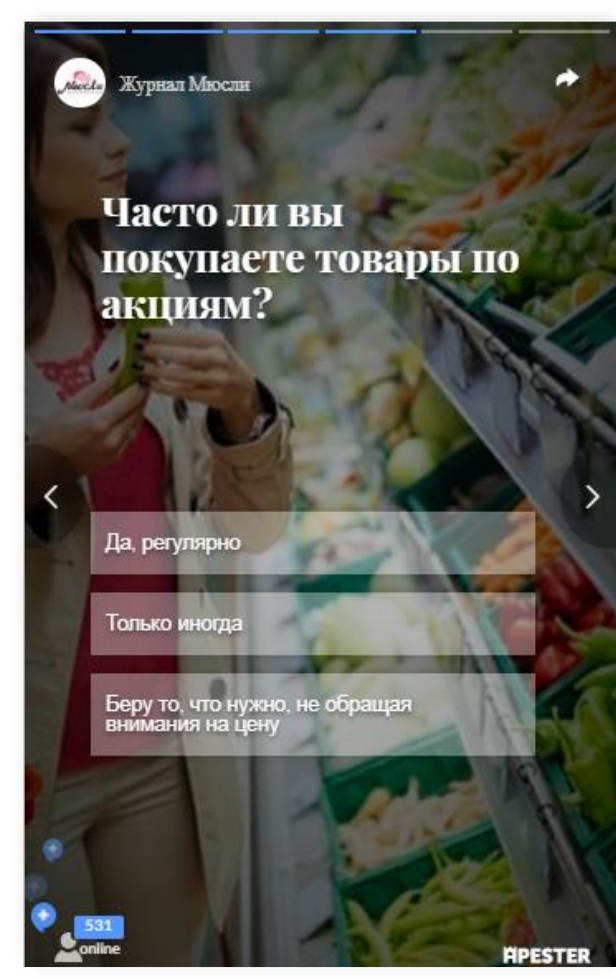 Мюсли
Журнал Мюсли
Часто ли вы
покупаете товары по
акциям?
Да, регулярно
Только иногда
Беру то, что нужно, не обращая
внимания на цену
531
online
APESTER